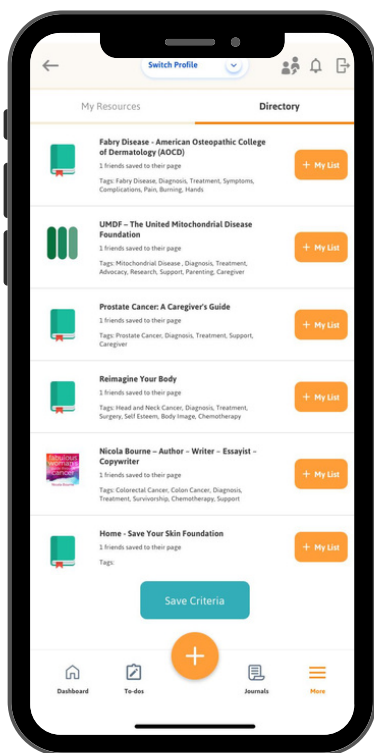 Switch Profile
My Resources
Directory
Fabry Disease - American Osteopathic College
of Dermatology (AOCD)
1 friends saved to their page
Tags: Fabry Disease, Diagnosis, Treatment, Symptoms,
Complications, Pain, Burning, Hands
+ My List
UMDF – The United Mitochondrial Disease
Foundation
1 friends saved to their page
Tags: Mitochondrial Disease , Diagnosis, Treatment,
Advocacy, Research, Support, Parenting, Caregiver
+ My List
Prostate Cancer: A Caregiver's Guide
1 friends saved to their page
Tags: Prostate Cancer, Diagnosis, Treatment, Support,
Caregiver
+ My List
Reimagine Your Body
1 friends saved to their page
Tags: Head and Neck Cancer, Diagnosis, Treatment,
Surgery, Self Esteem, Body Image, Chemotherapy
+ My List
fabulous
woman's
cancer
Nicola Bourne – Author – Writer – Essayist –
Copywriter
1 friends saved to their page
Tags: Colorectal Cancer, Colon Cancer, Diagnosis,
Treatment, Survivorship, Chemotherapy, Support
+ My List
Home - Save Your Skin Foundation
1 friends saved to their page
Tags:
+ My List
Save Criteria
+
Dashboard
To-dos
Journals
More